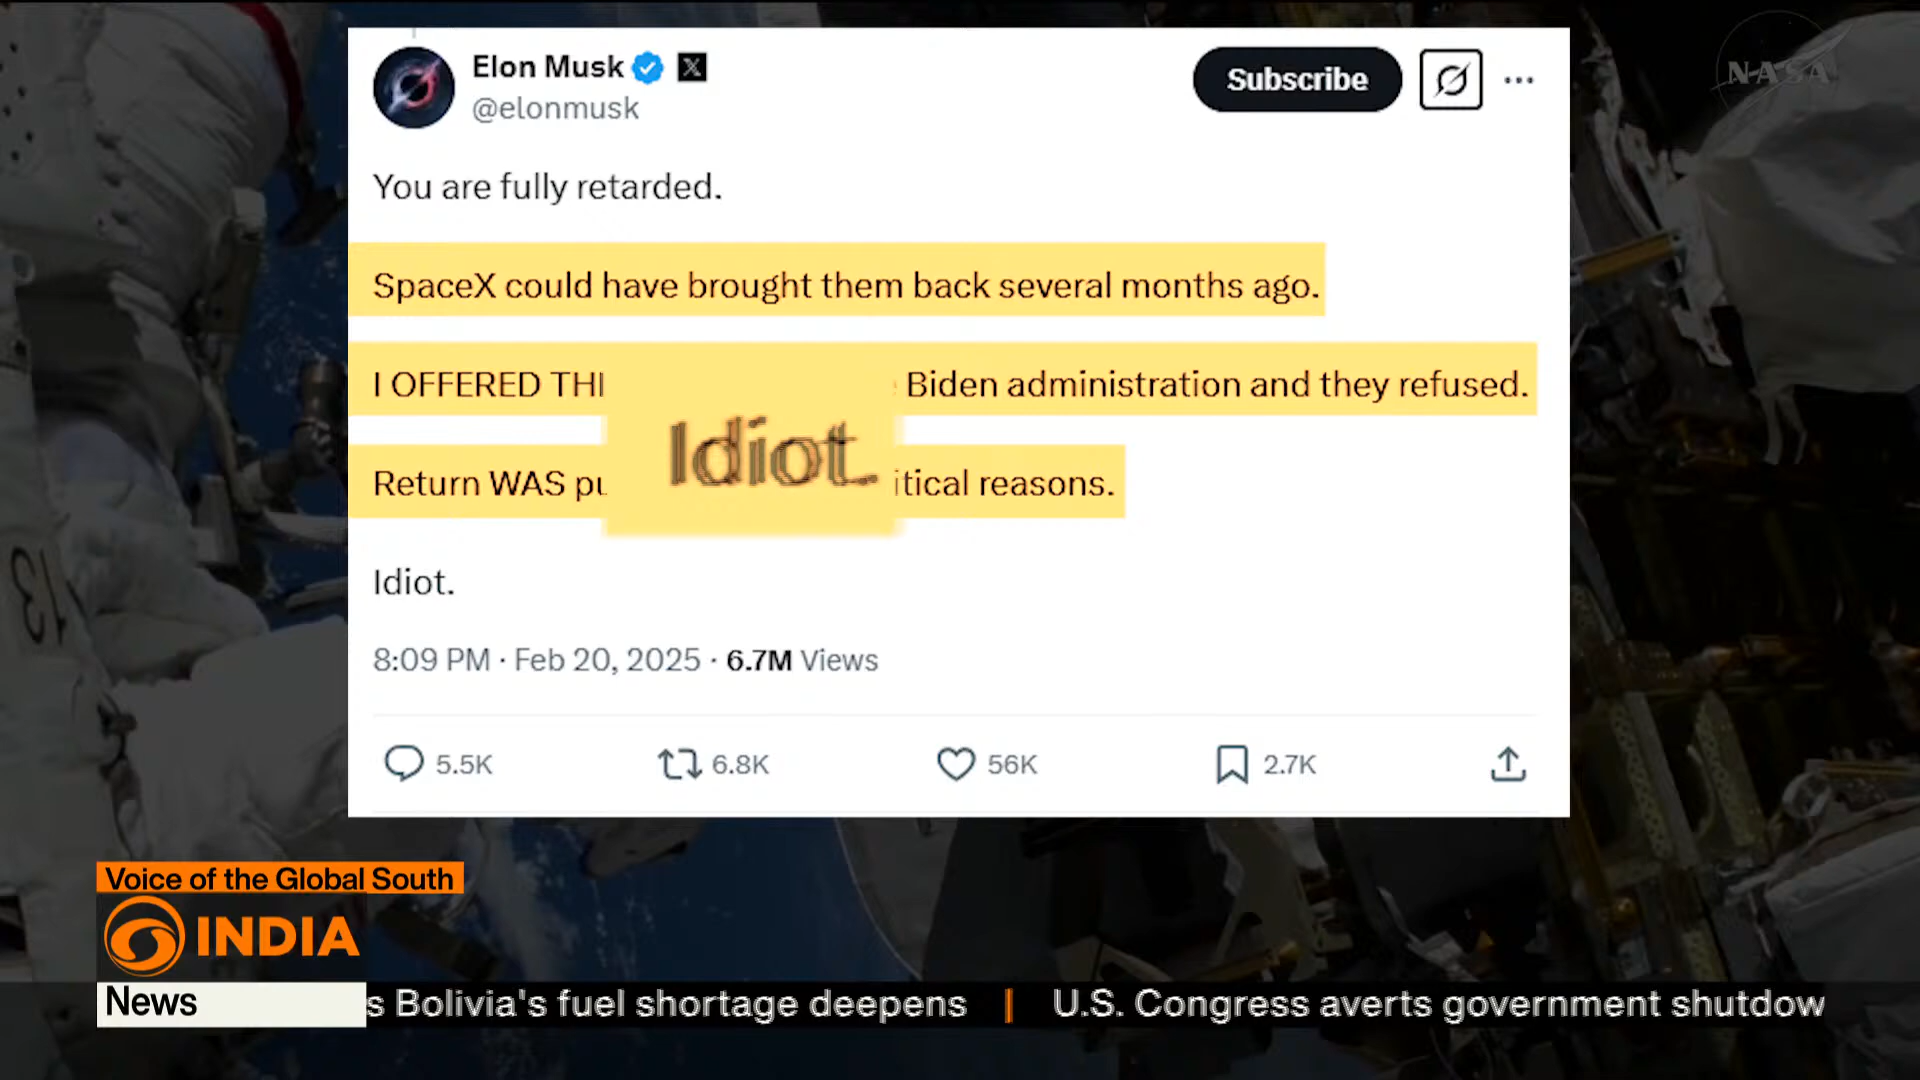 Elon Musk
@elonmusk
Subscribe
NASA
You are fully retarded.
SpaceX could have brought them back several months ago.
I OFFERED THI Biden administration and they refused.
Idiot.
Return WAS pu itical reasons.
Idiot.
8:09 PM · Feb 20, 2025 · 6.7M Views
5.5K 6.8K 56K 2.7K
13
Voice of the Global South
INDIA
News
s Bolivia's fuel shortage deepens | U.S. Congress averts government shutdow